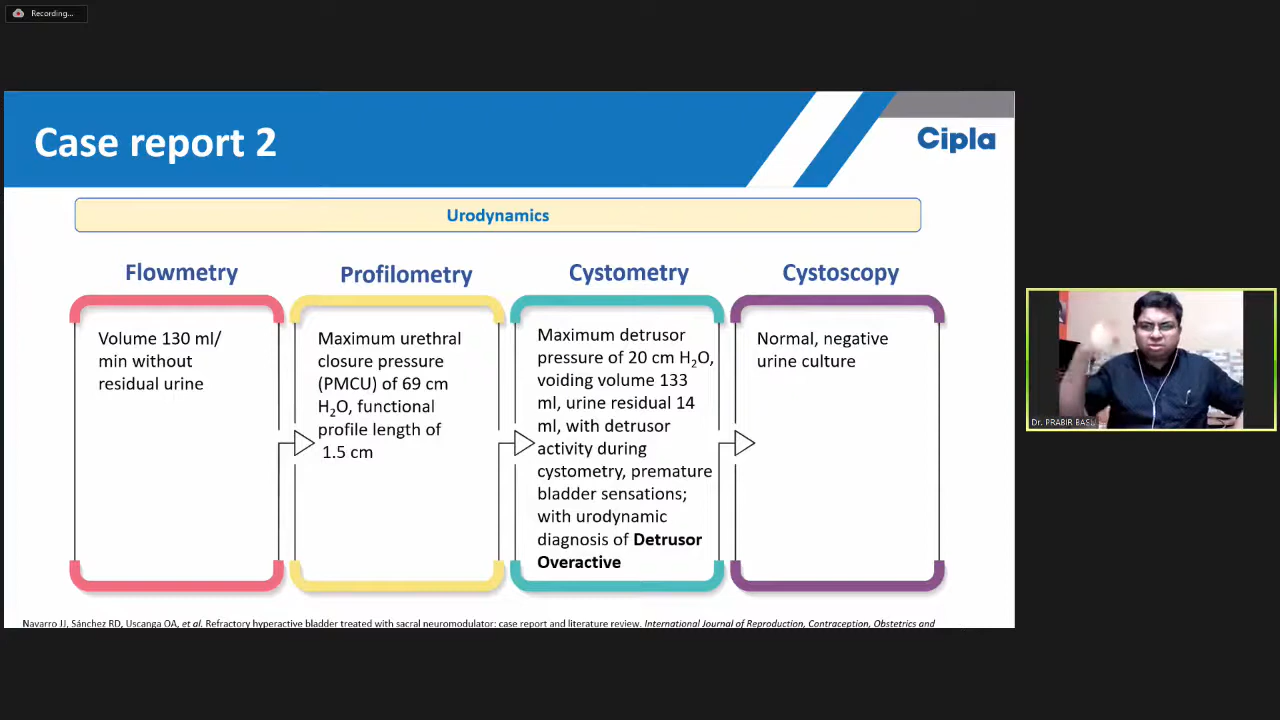 Recording...
Case report 2
Cipla
Urodynamics
Flowmetry
Volume 130 ml/
min without
residual urine
Profilometry
Maximum urethral
closure pressure
(PMCU) of 69 cm
H₂O, functional
profile length of
1.5 cm
Cystometry
Maximum detrusor
pressure of 20 cm H₂O,
voiding volume 133
ml, urine residual 14
ml, with detrusor
activity during
cystometry, premature
bladder sensations;
with urodynamic
diagnosis of Detrusor
Overactive
Cystoscopy
Normal, negative
urine culture
Navarro JJ, Sánchez RD, Uscanga OA, et al. Refractory hyperactive bladder treated with sacral neuromodulator: case report and literature review. International Journal of Reproduction, Contraception, Obstetrics and
Dr. PRABIR BASU